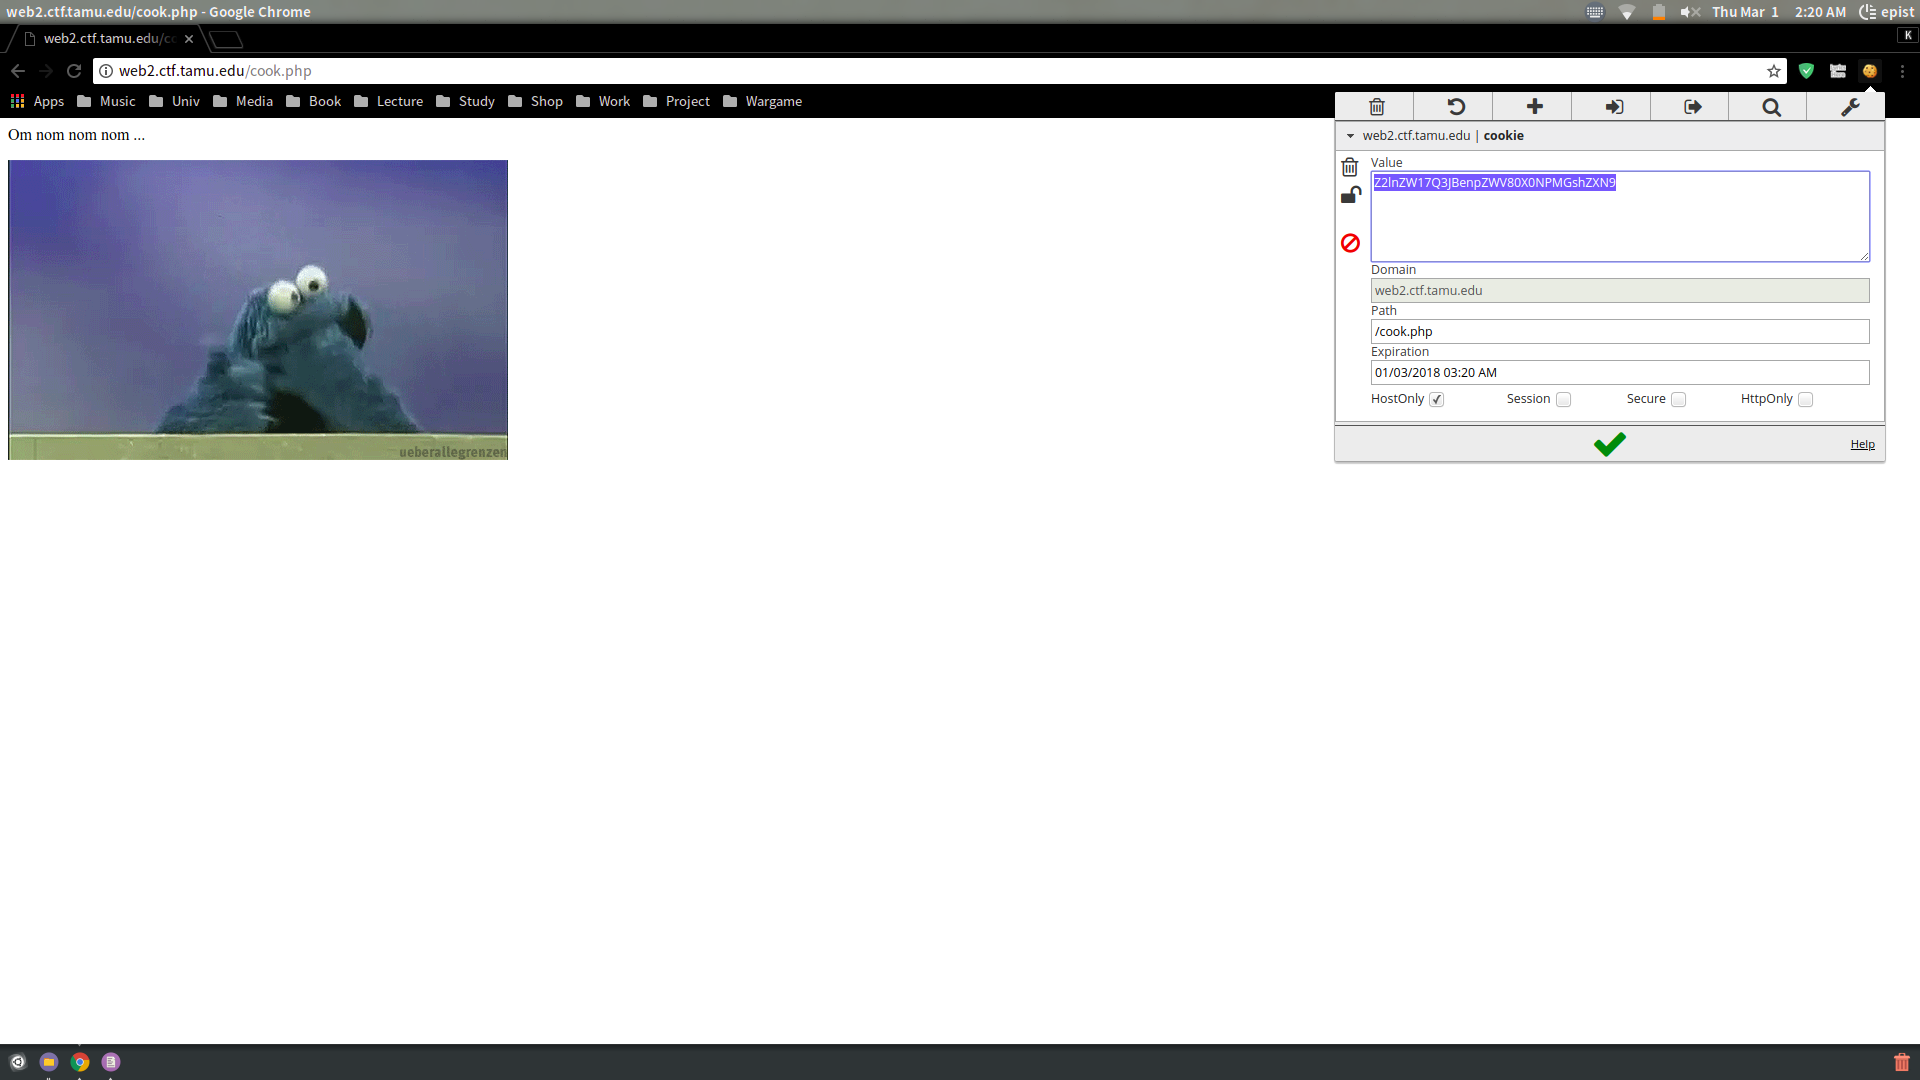 web2.ctf.tamu.edu/cook.php - Google Chrome
Thu Mar 1 2:20 AM epist
web2.ctf.tamu.edu/cc
K
web2.ctf.tamu.edu/cook.php
Apps Music Univ Media Book Lecture Study Shop Work Project Wargame
Om nom nom nom ...
ueberallegrenzen
web2.ctf.tamu.edu | cookie
Value
Z2lnZW17Q3JBenpZWV80X0NPMGshZXN9
Domain
web2.ctf.tamu.edu
Path
/cook.php
Expiration
01/03/2018 03:20 AM
HostOnly Session Secure HttpOnly
Help